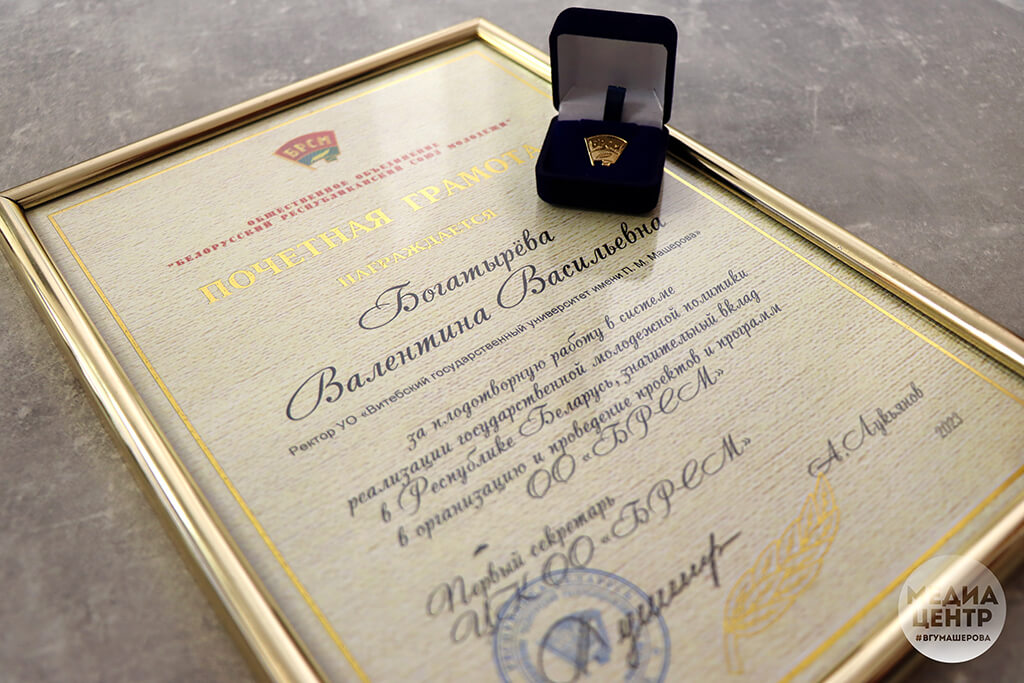 БРСМ
БРСМ
ОБЩЕСТВЕННОЕ ОБЪЕДИНЕНИЕ
"БЕЛОРУССКИЙ РЕСПУБЛИКАНСКИЙ СОЮЗ МОЛОДЕЖИ"
ПОЧЕТНАЯ ГРАМОТА
НАГРАЖДАЕТСЯ
Богатырёва
Валентина Васильевна
Ректор УО «Витебский государственный университет имени П. М. Машерова»
за плодотворную работу в системе
реализации государственной молодежной политики
в Республике Беларусь, значительный вклад
в организацию и проведение проектов и программ
ОО «БРСМ»
Первый секретарь
ЦК ОО «БРСМ»
А.Лукьянов
2021
МЕДИА
ЦЕНТР
#ВГУМАШЕРОВА